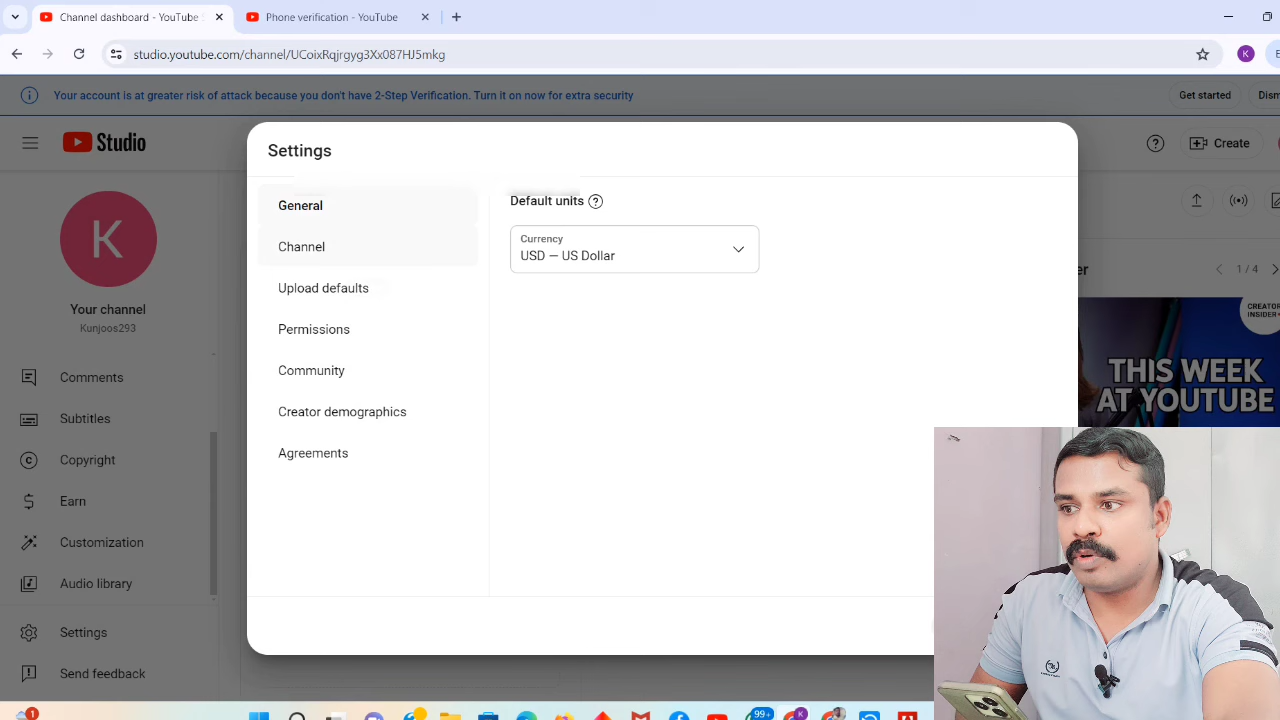 Channel dashboard - YouTube
Phone verification - YouTube
studio.youtube.com/channel/UCoixRqjrgyg3Xx087HJ5mkg
K
Your account is at greater risk of attack because you don't have 2-Step Verification. Turn it on now for extra security
Get started
Studio
Create
Settings
General
Channel
Upload defaults
Permissions
Community
Creator demographics
Agreements
Default units
Currency
USD — US Dollar
K
Your channel
Kunjoos293
Comments
Subtitles
Copyright
Earn
Customization
Audio library
Settings
Send feedback
1 / 4
THIS WEEK
AT YOUTUBE
INSIDER
1
99+
K